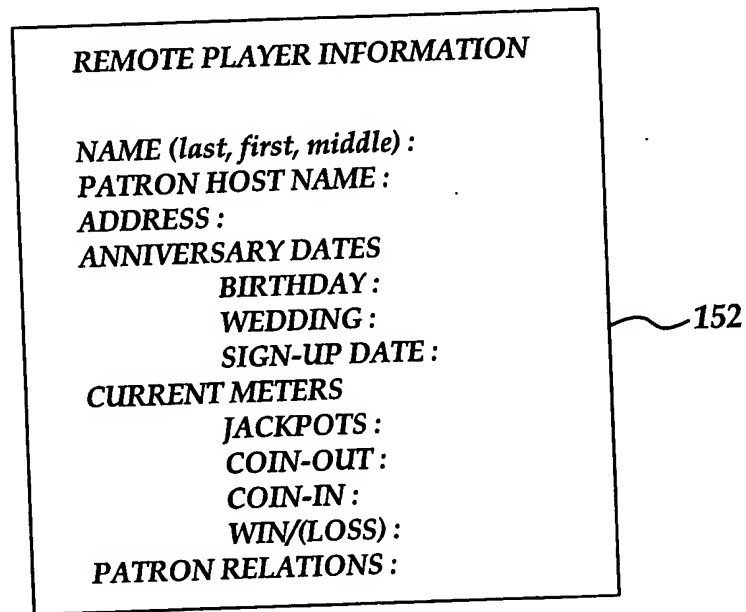 REMOTE PLAYER INFORMATION
NAME (last, first, middle) :
PATRON HOST NAME :
ADDRESS :
ANNIVERSARY DATES
BIRTHDAY :
WEDDING :
SIGN-UP DATE :
CURRENT METERS
JACKPOTS :
COIN-OUT :
COIN-IN :
WIN/(LOSS) :
PATRON RELATIONS :
152